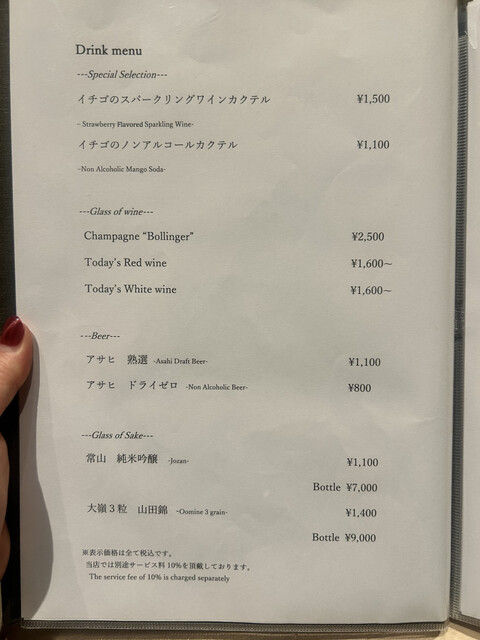 Drink menu
---Special Selection---
イチゴのスパークリングワインカクテル ¥1,500
~Strawberry Flavored Sparkling Wine~
イチゴのノンアルコールカクテル ¥1,100
~Non Alcoholic Mango Soda~
---Glass of wine---
Champagne “Bollinger” ¥2,500
Today’s Red wine ¥1,600~
Today’s White wine ¥1,600~
---Beer---
アサヒ 熟選 -Asahi Draft Beer- ¥1,100
アサヒ ドライゼロ -Non Alcoholic Beer- ¥800
---Glass of Sake---
常山 純米吟醸 -Jozan- ¥1,100
Bottle ¥7,000
大嶺３粒 山田錦 -Oomine 3 grain- ¥1,400
Bottle ¥9,000
※表示価格は全て税込です。
当店では別途サービス料 10%を頂戴しております。
The service fee of 10% is charged separately